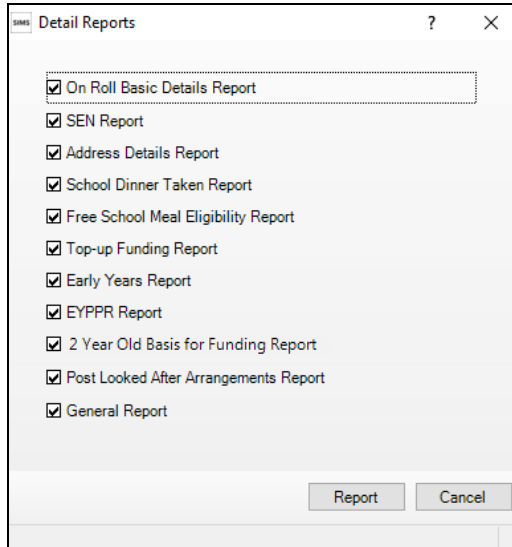 SIMS Detail Reports ?
On Roll Basic Details Report
SEN Report
Address Details Report
School Dinner Taken Report
Free School Meal Eligibility Report
Top-up Funding Report
Early Years Report
EYPPR Report
2 Year Old Basis for Funding Report
Post Looked After Arrangements Report
General Report
Report Cancel